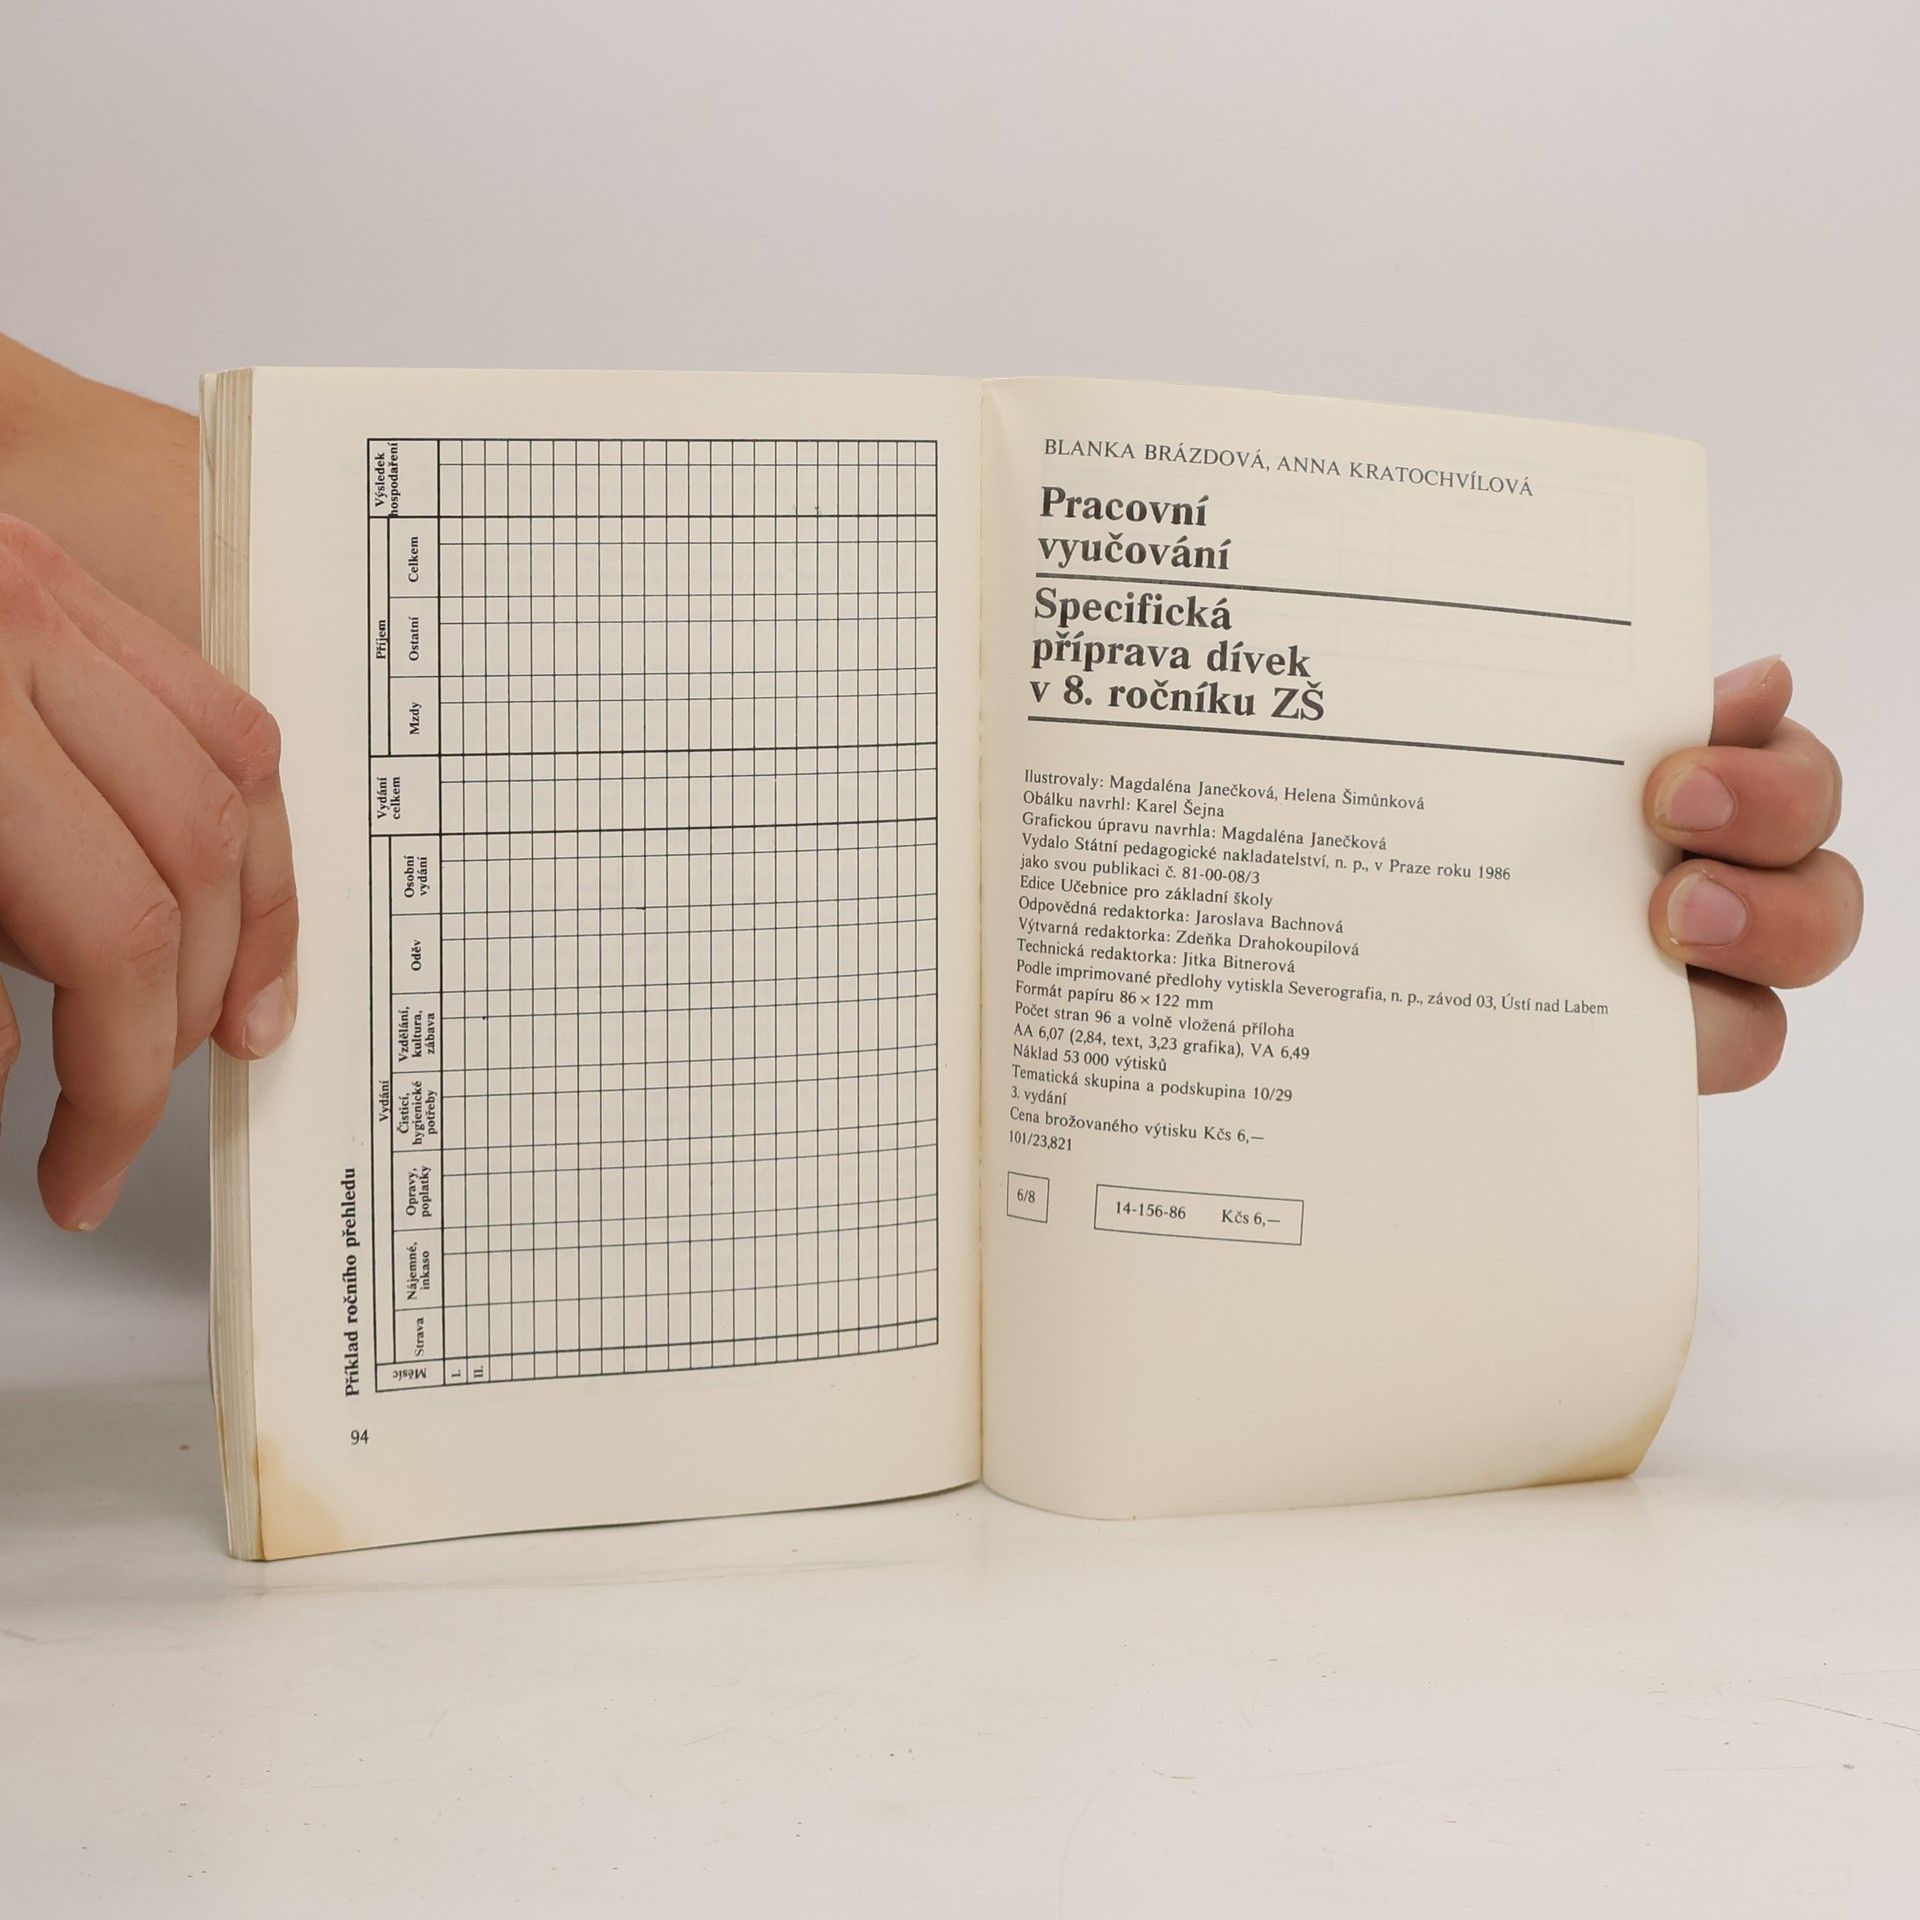 Příklad ročního přehledu
Měsíc
Vydání
Strava
Nájemné,
inkaso
Opravy,
poplatky
Čisticí,
hygienické
potřeby
Vzdělání,
kultura,
zábava
Oděv
Osobní
vydání
Vydání
celkem
Příjem
Mzdy
Ostatní
Celkem
Výsledek
hospodaření
I.
II.
94
BLANKA BRÁZDOVÁ, ANNA KRATOCHVÍLOVÁ
Pracovní
vyučování
Specifická
příprava dívek
v 8. ročníku ZŠ
Ilustrovaly: Magdaléna Janečková, Helena Šimůnková
Obálku navrhl: Karel Šejna
Grafickou úpravu navrhla: Magdaléna Janečková
Vydalo Státní pedagogické nakladatelství, n. p., v Praze roku 1986
jako svou publikaci č. 81-00-08/3
Edice Učebnice pro základní školy
Odpovědná redaktorka: Jaroslava Bachnová
Výtvarná redaktorka: Zdeňka Drahokoupilová
Technická redaktorka: Jitka Bitnerová
Podle imprimované předlohy vytiskla Severografia, n. p., závod 03, Ústí nad Labem
Formát papíru 86 × 122 mm
Počet stran 96 a volně vložená příloha
AA 6,07 (2,84, text, 3,23 grafika), VA 6,49
Náklad 53 000 výtisků
Tematická skupina a podskupina 10/29
3. vydání
Cena brožovaného výtisku Kčs 6,—
101/23,821
6/8
14-156-86 Kčs 6,—